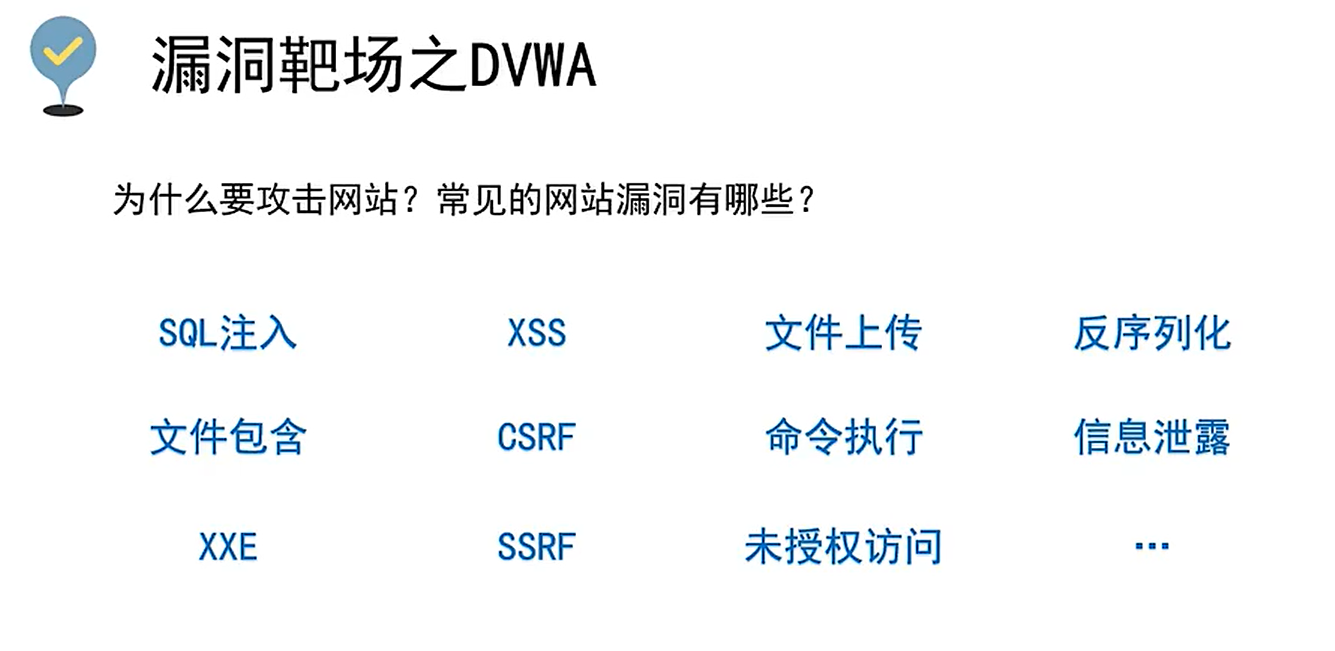 漏洞靶场之DVWA
为什么要攻击网站？常见的网站漏洞有哪些？
SQL注入 XSS 文件上传 反序列化
文件包含 CSRF 命令执行 信息泄露
XXE SSRF 未授权访问 …